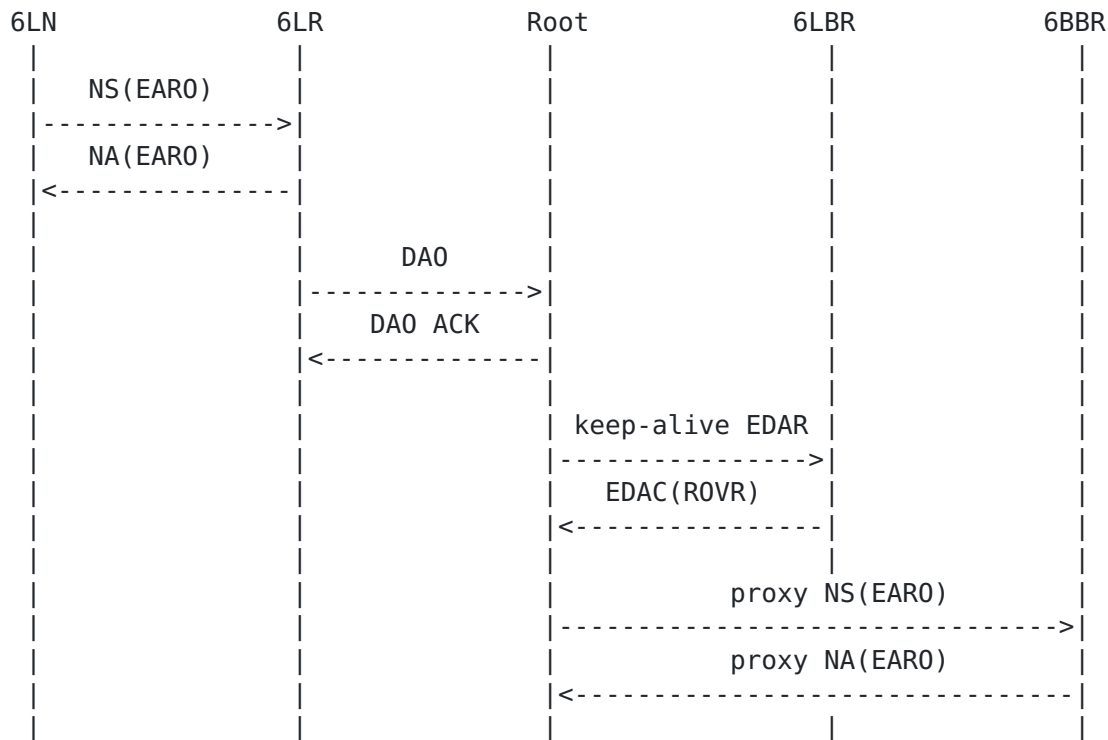 6LN 6LR Root 6LBR 6BBR
NS(EARO)
NA(EARO)
DAO
DAO ACK
keep-alive EDAR
EDAC(ROVR)
proxy NS(EARO)
proxy NA(EARO)